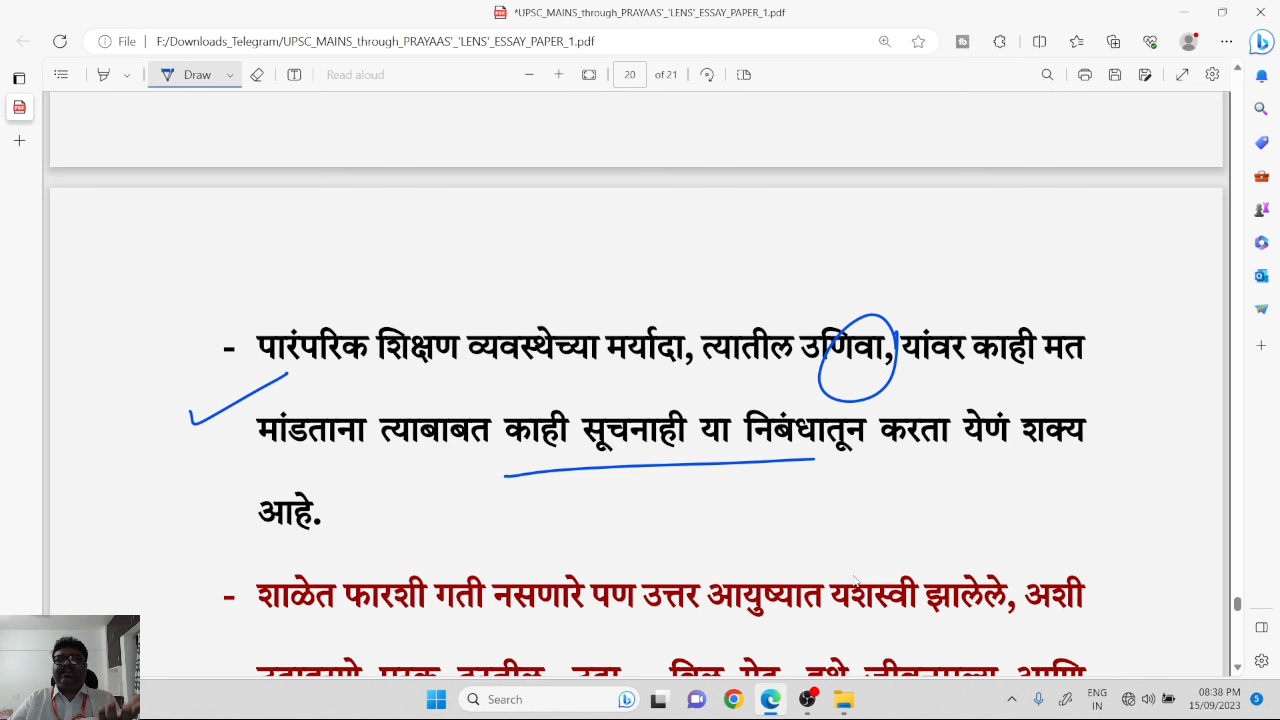 *UPSC_MAINS_through_PRAYAAS'_'LENS'_ESSAY_PAPER_1.pdf
File F:/Downloads_Telegram/UPSC_MAINS_through_PRAYAAS'_'LENS'_ESSAY_PAPER_1.pdf
Draw Read aloud 20 of 21
- पारंपरिक शिक्षण व्यवस्थेच्या मर्यादा, त्यातील उणिवा, यांवर काही मत
मांडताना त्याबाबत काही सूचनाही या निबंधातून करता येणं शक्य
आहे.
- शाळेत फारशी गती नसणारे पण उत्तर आयुष्यात यशस्वी झालेले, अशी
Search
ENG
IN
08:38 PM
15/09/2023
5